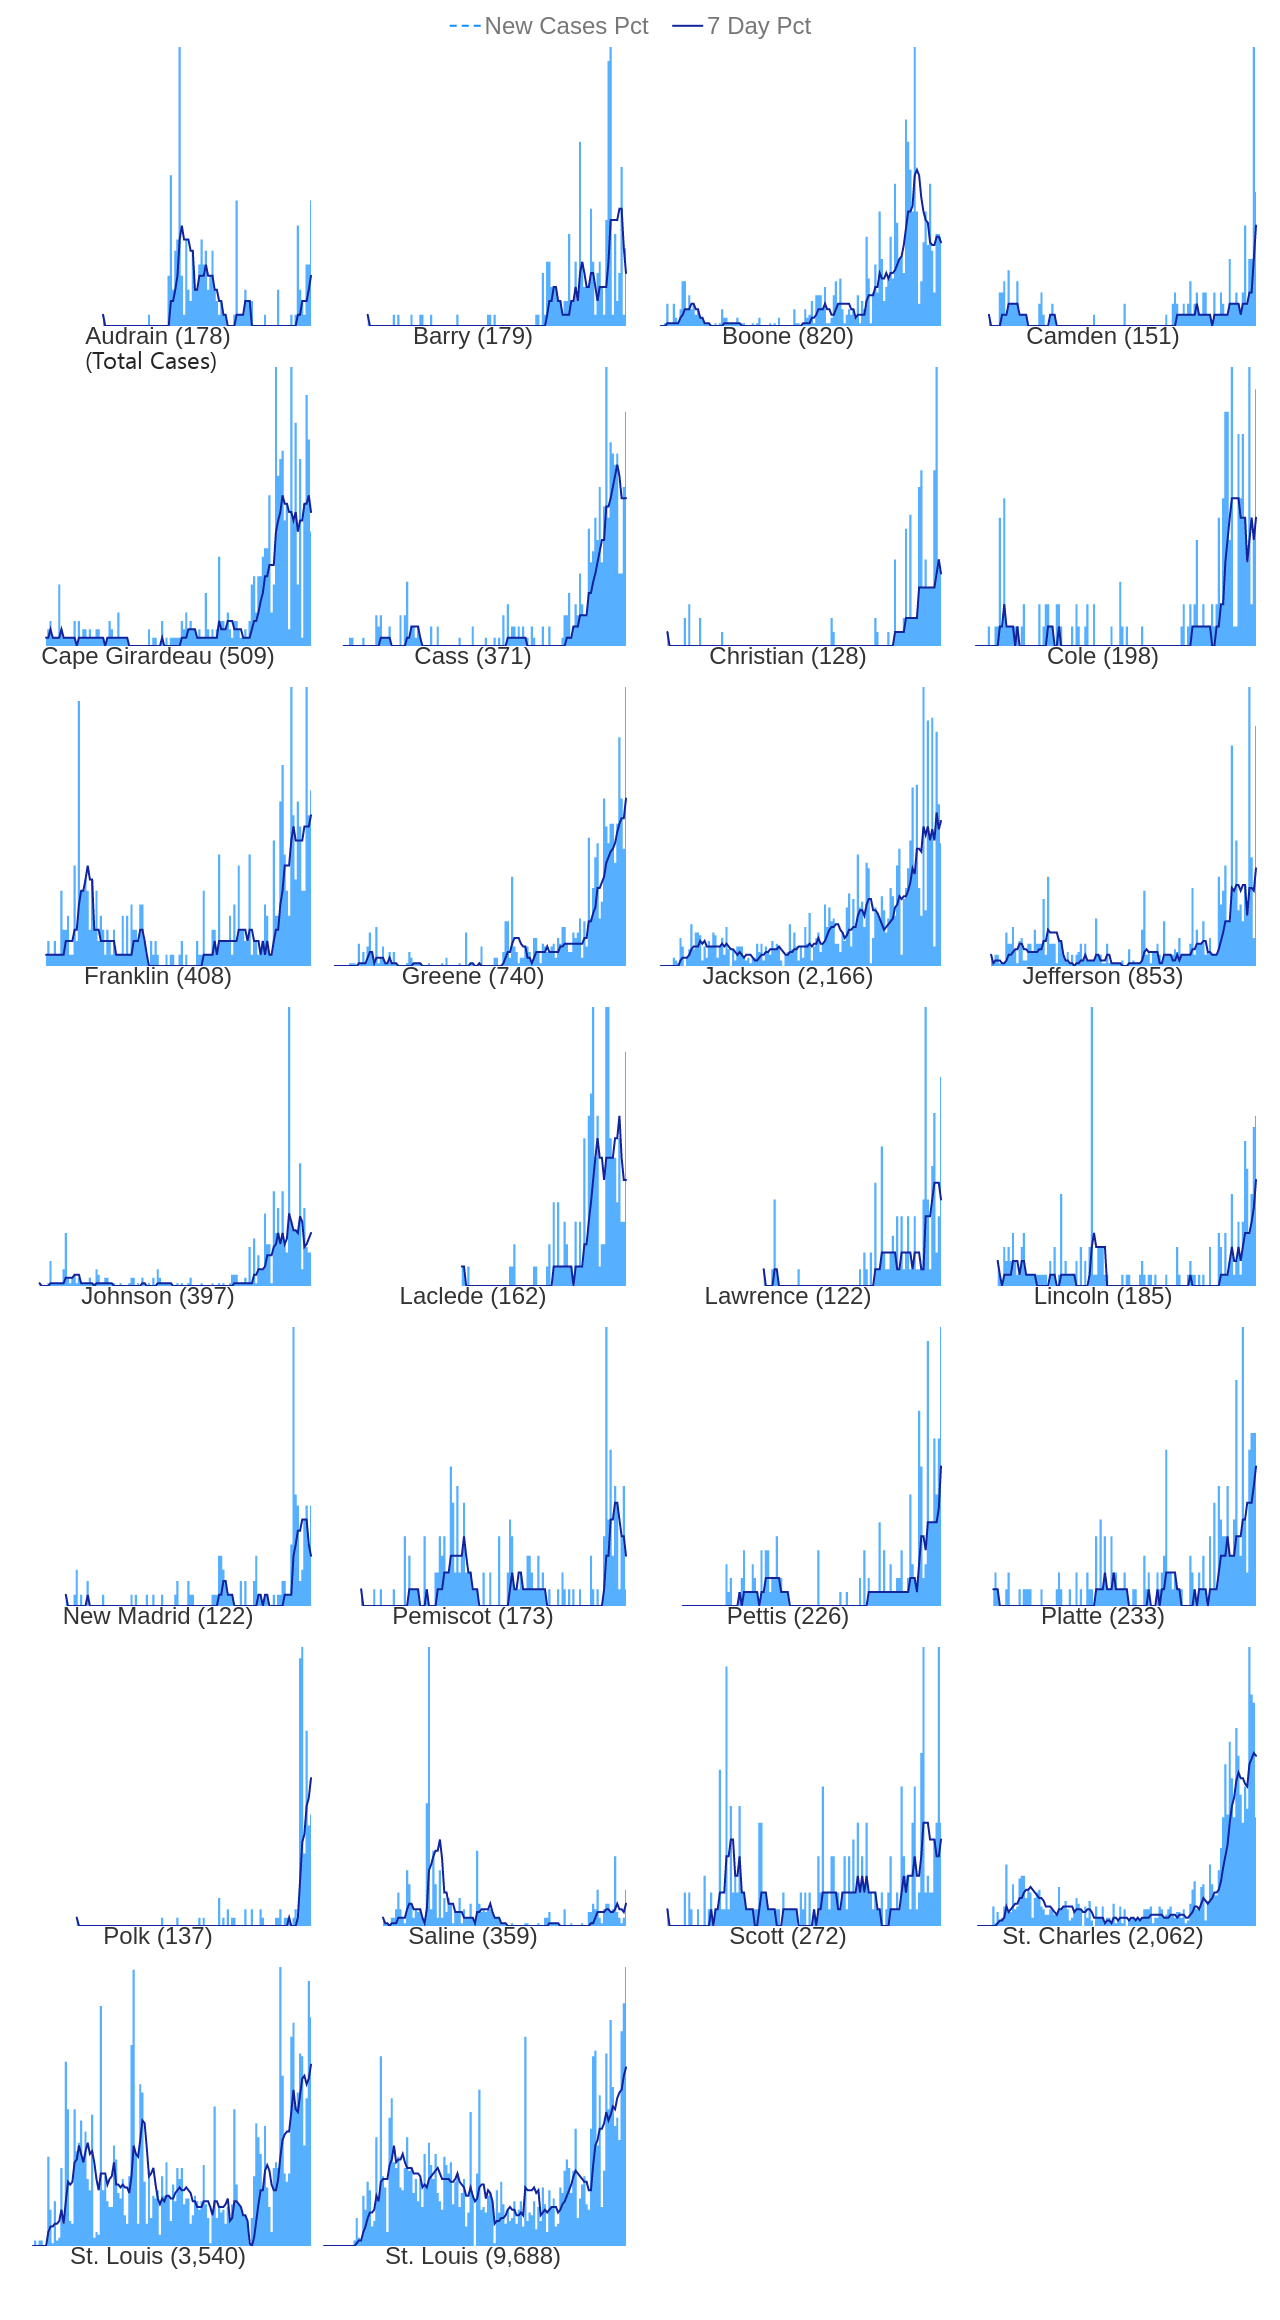 New Cases Pct 7 Day Pct
Audrain (178) Barry (179) Boone (820) Camden (151)
(Total Cases)
Cape Girardeau (509) Cass (371) Christian (128) Cole (198)
Franklin (408) Greene (740) Jackson (2,166) Jefferson (853)
Johnson (397) Laclede (162) Lawrence (122) Lincoln (185)
New Madrid (122) Pemiscot (173) Pettis (226) Platte (233)
Polk (137) Saline (359) Scott (272) St. Charles (2,062)
St. Louis (3,540) St. Louis (9,688)